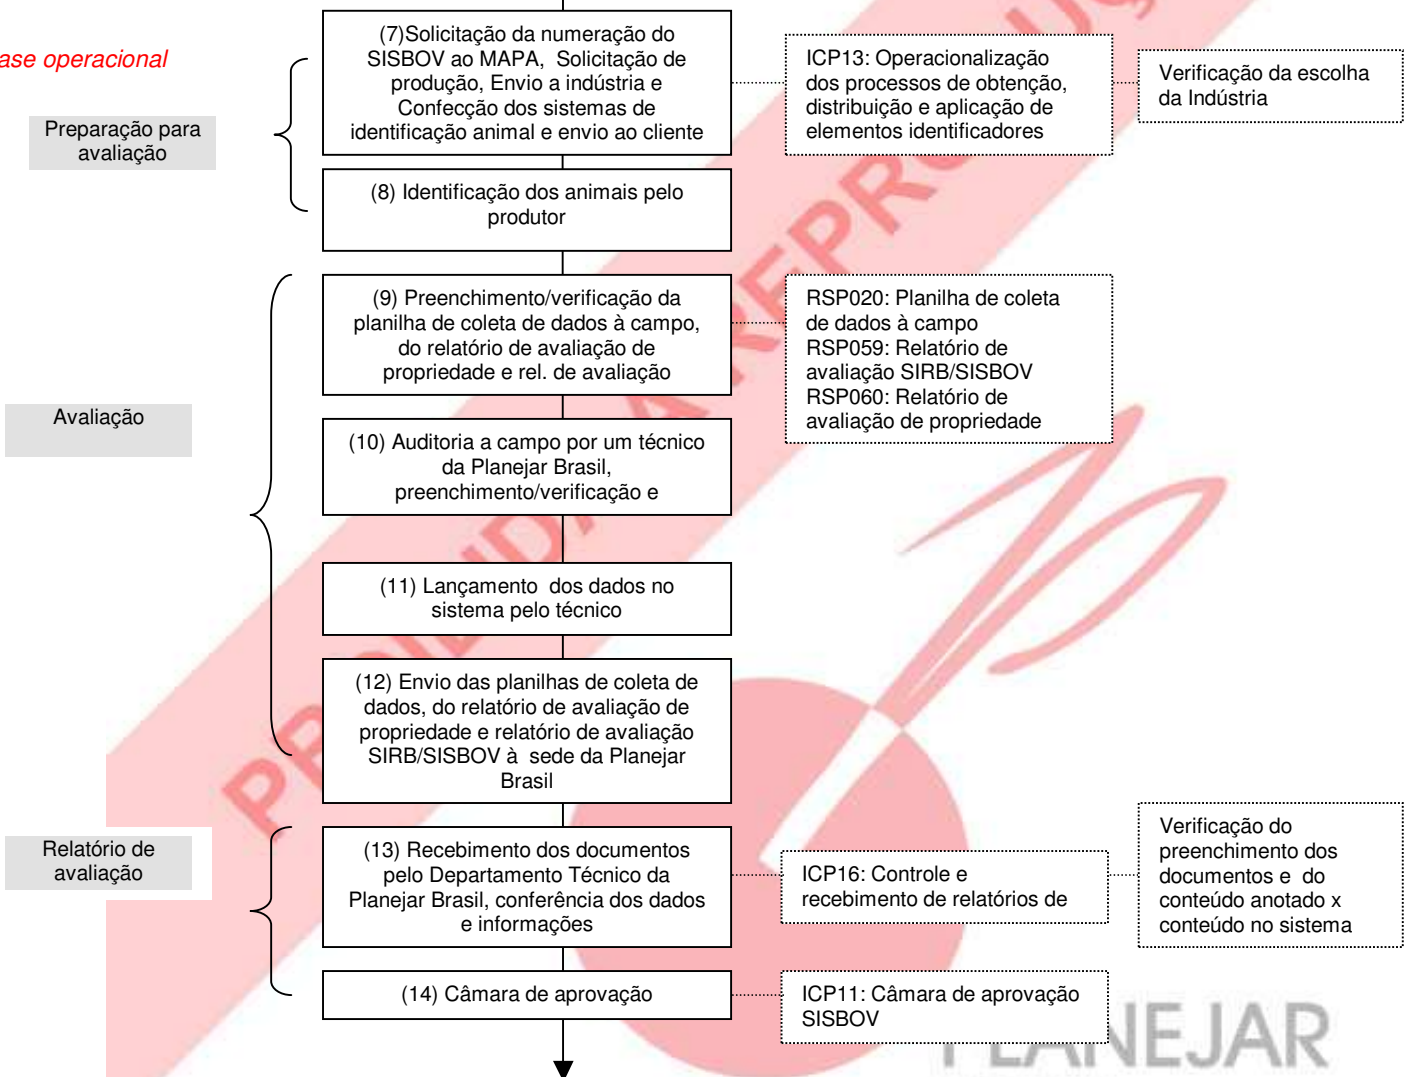 ase operacional
(7)Solicitação da numeração do
SISBOV ao MAPA, Solicitação de
produção, Envio a indústria e
Confecção dos sistemas de
identificação animal e envio ao cliente
ICP13: Operacionalização
dos processos de obtenção,
distribuição e aplicação de
elementos identificadores
Verificação da escolha
da Indústria
Preparação para
avaliação
(8) Identificação dos animais pelo
produtor
(9) Preenchimento/verificação da
planilha de coleta de dados à campo,
do relatório de avaliação de
propriedade e rel. de avaliação
RSP020: Planilha de coleta
de dados à campo
RSP059: Relatório de
avaliação SIRB/SISBOV
RSP060: Relatório de
avaliação de propriedade
Avaliação
(10) Auditoria a campo por um técnico
da Planejar Brasil,
preenchimento/verificação e
(11) Lançamento dos dados no
sistema pelo técnico
(12) Envio das planilhas de coleta de
dados, do relatório de avaliação de
propriedade e relatório de avaliação
SIRB/SISBOV à sede da Planejar
Brasil
Relatório de
avaliação
(13) Recebimento dos documentos
pelo Departamento Técnico da
Planejar Brasil, conferência dos dados
e informações
ICP16: Controle e
recebimento de relatórios de
Verificação do
preenchimento dos
documentos e do
conteúdo anotado x
conteúdo no sistema
(14) Câmara de aprovação
ICP11: Câmara de aprovação
SISBOV
PLANEJAR